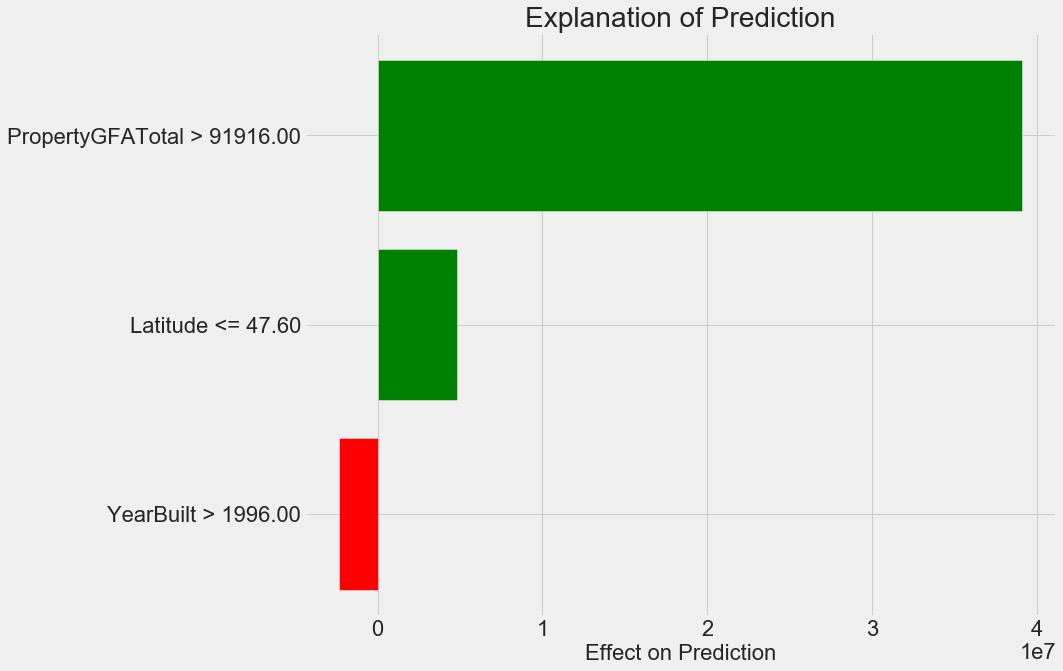 Explanation of Prediction
PropertyGFATotal > 91916.00
Latitude <= 47.60
YearBuilt > 1996.00
0 1 2 3 4
1e7
Effect on Prediction